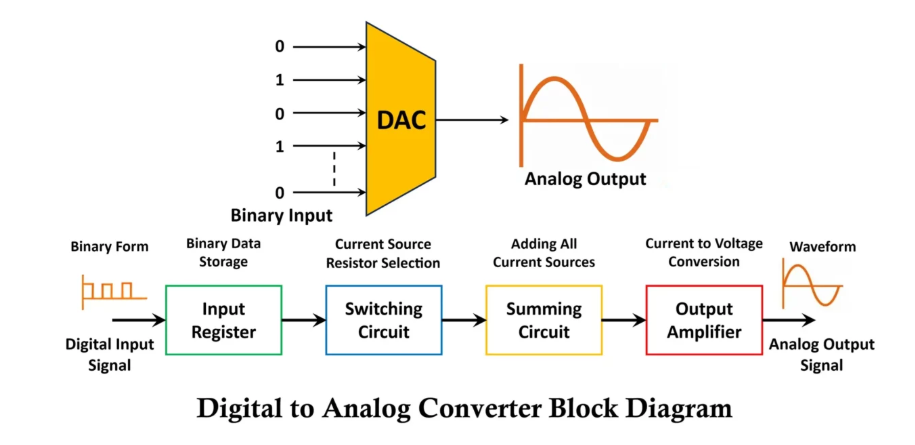 0
1
0
1
0
DAC
Binary Input
Analog Output
Binary Form
Binary Data
Storage
Current Source
Resistor Selection
Adding All
Current Sources
Current to Voltage
Conversion
Waveform
Input
Register
Switching
Circuit
Summing
Circuit
Output
Amplifier
Digital Input
Signal
Analog Output
Signal
Digital to Analog Converter Block Diagram